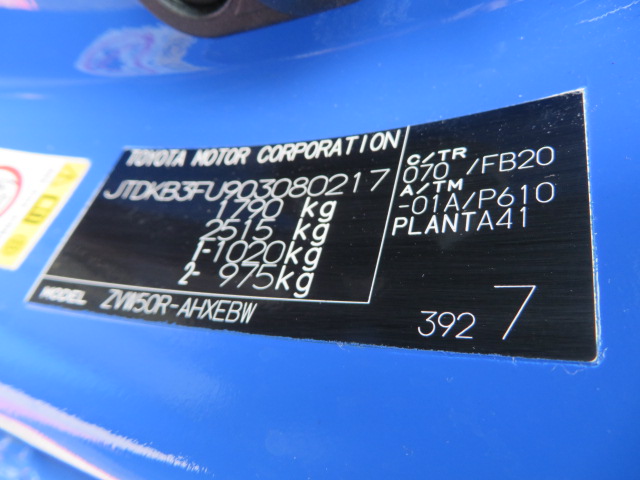 TOYOTA MOTOR CORPORATION
JTDKB3FU903080217
1790 kg
2515 kg
1-1020kg
2- 975kg
C/TR
070 /FB20
A/TM
-01A/P610
PLANTA41
MODEL ZVW50R-AHXEBW
392 7